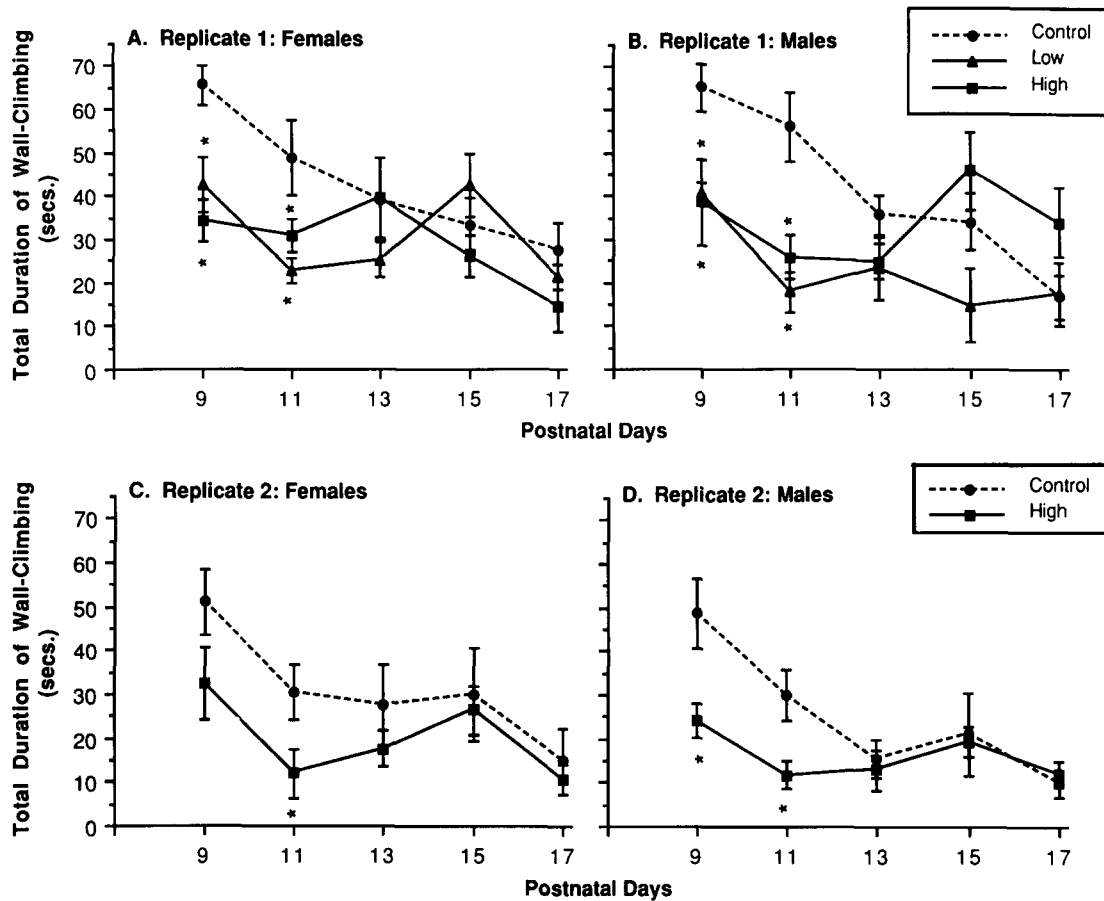 A. Replicate 1: Females
B. Replicate 1: Males
Control
Low
High
Total Duration of Wall-Climbing
(secs.)
70
60
50
40
30
20
10
0
* * * *
* * * *
9 11 13 15 17
9 11 13 15 17
Postnatal Days
C. Replicate 2: Females
D. Replicate 2: Males
Control
High
Total Duration of Wall-Climbing
(secs.)
70
60
50
40
30
20
10
0
*
* *
9 11 13 15 17
9 11 13 15 17
Postnatal Days